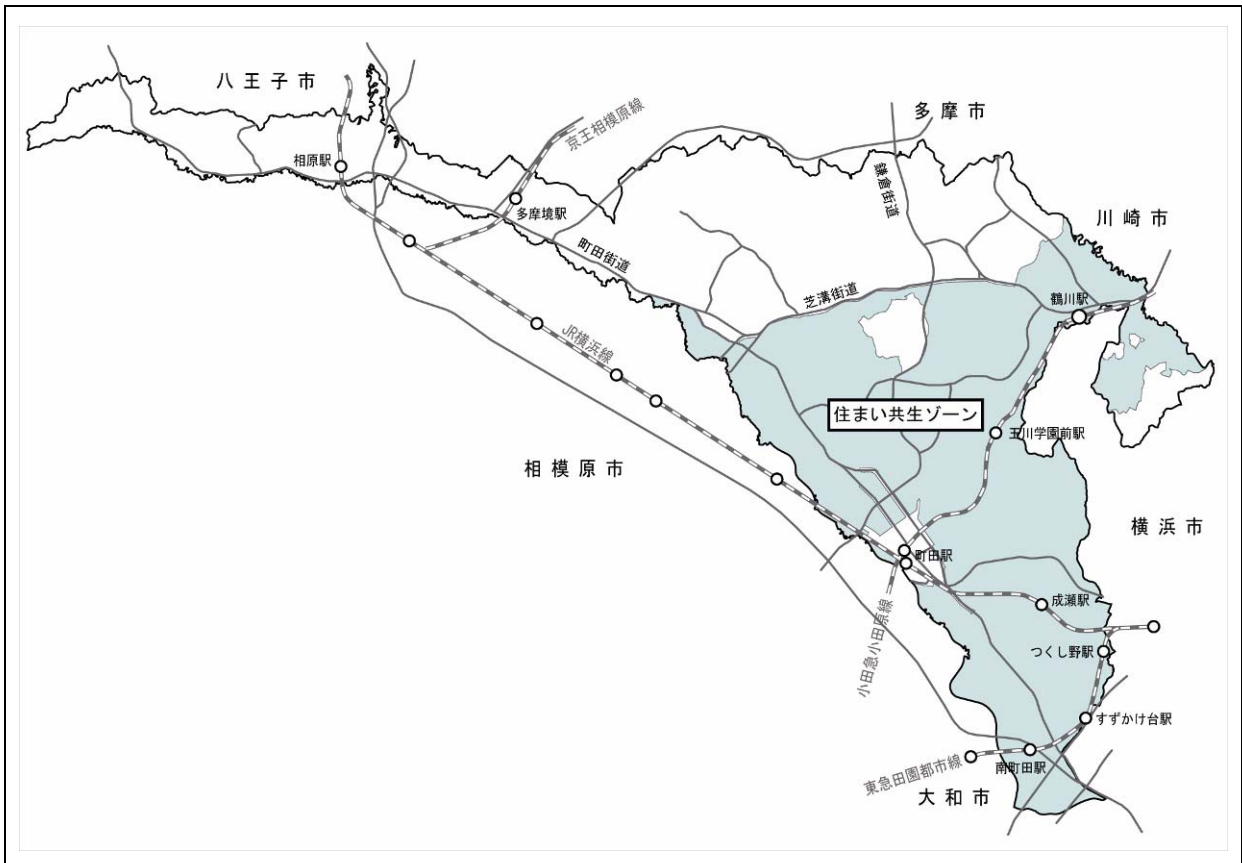 八王子市
多摩市
京王相模原線
相原駅
鎌倉街道
多摩境駅
川崎市
町田街道
芝溝街道
鶴川駅
JR横浜線
住まい共生ゾーン
玉川学園前駅
相模原市
横浜市
町田駅
成瀬駅
小田急小田原線
つくし野駅
すずかけ台駅
東急田園都市線
南町田駅
大和市